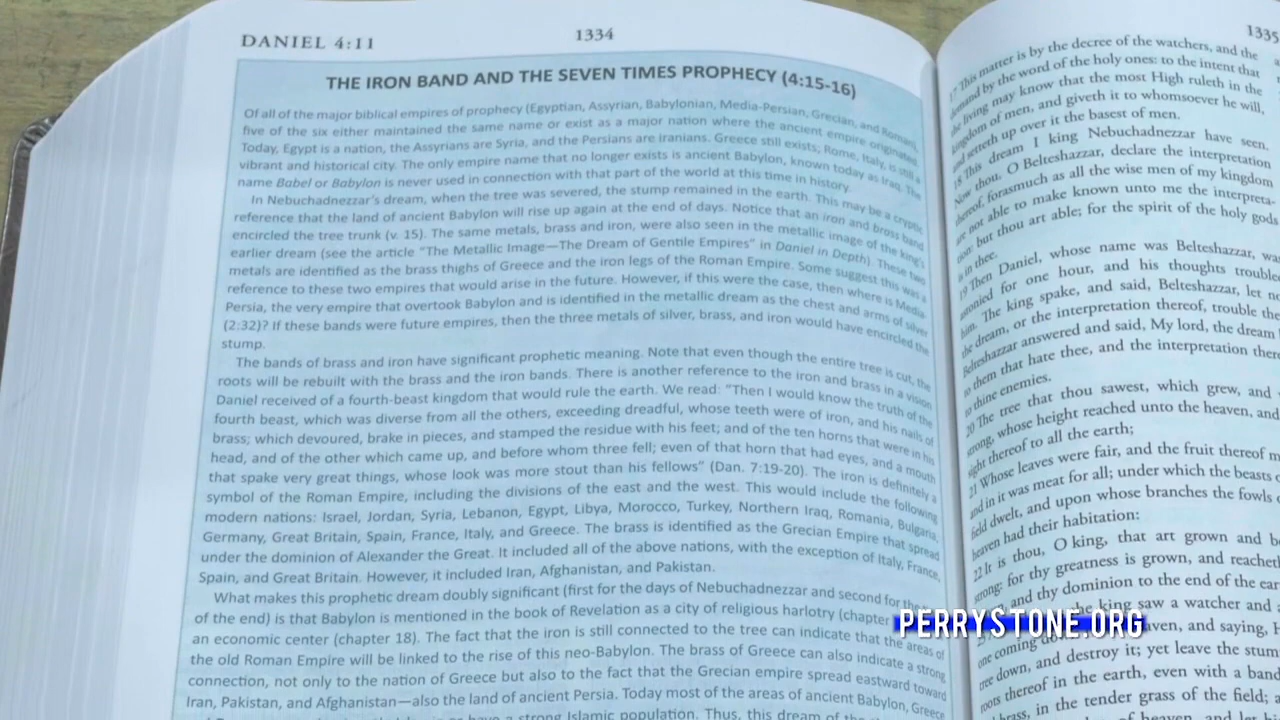 DANIEL 4:11
1334
THE IRON BAND AND THE SEVEN TIMES PROPHECY (4:15-16)
Of all of the major biblical empires of prophecy (Egyptian, Assyrian, Babylonian, Media-Persian, Grecian, and Roman),
five of the six either maintained the same name or exist as a major nation where the ancient empire originated.
Today, Egypt is a nation, the Assyrians are Syria, and the Persians are Iranians. Greece still exists; Rome, Italy, is still a
vibrant and historical city. The only empire name that no longer exists is ancient Babylon, known today as Iraq. The
name Babel or Babylon is never used in connection with that part of the world at this time in history.
In Nebuchadnezzar's dream, when the tree was severed, the stump remained in the earth. This may be a cryptic
reference that the land of ancient Babylon will rise up again at the end of days. Notice that an iron and brass band
encircled the tree trunk (v. 15). The same metals, brass and iron, were also seen in the metallic image of the king's
earlier dream (see the article "The Metallic Image—The Dream of Gentile Empires" in Daniel in Depth). These two
metals are identified as the brass thighs of Greece and the iron legs of the Roman Empire. Some suggest this was a
reference to these two empires that would arise in the future. However, if this were the case, then where is Media-
Persia, the very empire that overtook Babylon and is identified in the metallic dream as the chest and arms of silver
(2:32)? If these bands were future empires, then the three metals of silver, brass, and iron would have encircled the
stump.
The bands of brass and iron have significant prophetic meaning. Note that even though the entire tree is cut, the
roots will be rebuilt with the brass and the iron bands. There is another reference to the iron and brass in a vision
Daniel received of a fourth-beast kingdom that would rule the earth. We read: "Then I would know the truth of the
fourth beast, which was diverse from all the others, exceeding dreadful, whose teeth were of iron, and his nails of
brass; which devoured, brake in pieces, and stamped the residue with his feet; and of the ten horns that were in his
head, and of the other which came up, and before whom three fell; even of that horn that had eyes, and a mouth
that spake very great things, whose look was more stout than his fellows" (Dan. 7:19-20). The iron is definitely a
symbol of the Roman Empire, including the divisions of the east and the west. This would include the following
modern nations: Israel, Jordan, Syria, Lebanon, Egypt, Libya, Morocco, Turkey, Northern Iraq, Romania, Bulgaria,
Germany, Great Britain, Spain, France, Italy, and Greece. The brass is identified as the Grecian Empire that spread
under the dominion of Alexander the Great. It included all of the above nations, with the exception of Italy, France,
Spain, and Great Britain. However, it included Iran, Afghanistan, and Pakistan.
What makes this prophetic dream doubly significant (first for the days of Nebuchadnezzar and second for the
of the end) is that Babylon is mentioned in the book of Revelation as a city of religious harlotry (chapter
an economic center (chapter 18). The fact that the iron is still connected to the tree can indicate that the areas of
the old Roman Empire will be linked to the rise of this neo-Babylon. The brass of Greece can also indicate a strong
connection, not only to the nation of Greece but also to the fact that the Grecian empire spread eastward toward
Iran, Pakistan, and Afghanistan—also the land of ancient Persia. Today most of the areas of ancient Babylon, Greece
have a strong Islamic population. Thus, this dream of the
1335
17 This matter is by the decree of the watchers, and the
demand by the word of the holy ones: to the intent that
the living may know that the most High ruleth in the
kingdom of men, and giveth it to whomsoever he will,
and setteth up over it the basest of men.
18 This dream I king Nebuchadnezzar have seen.
Now thou, O Belteshazzar, declare the interpretation
thereof, forasmuch as all the wise men of my kingdom
are not able to make known unto me the interpreta-
tion: but thou art able; for the spirit of the holy gods
is in thee.
19 Then Daniel, whose name was Belteshazzar, was
astonied for one hour, and his thoughts
him. The king spake, and said, Belteshazzar, let
the dream, or the interpretation thereof, trouble
Belteshazzar answered and said, My lord, the dream
to them that hate thee, and the interpretation
to thine enemies.
20 The tree that thou sawest, which grew, and
strong, whose height reached unto the heaven, and
sight thereof to all the earth;
21 Whose leaves were fair, and the fruit thereof
and in it was meat for all; under which the beasts
field dwelt, and upon whose branches the fowls
heaven had their habitation:
22 It is thou, O king, that art grown and
strong: for thy greatness is grown, and reacheth
and thy dominion to the end of the
the king saw a watcher and
one coming and saying,
tree down, and destroy it; yet leave the
roots thereof in the earth, even with a band
brass, in the tender grass of the field;
of heaven, and let
PERRYSTONE.ORG